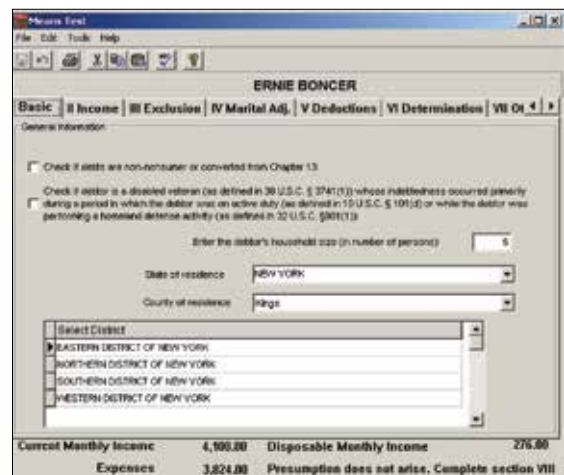 Means Test
File Edit Tools Help
ERNIE BONCER
Basic II Income III Exclusion IV Marital Adj. V Deductions VI Determination VII Ot
General Information
Check if debts are non-consumer or converted from Chapter 13.
Check if debtor is a disabled veteran (as defined in 38 U.S.C. § 3741(1)) whose indebtedness occurred primarily
during a period in which the debtor was on active duty (as defined in 10 U.S.C. § 101(d) or while the debtor was
performing a homeland defense activity (as defines in 32 U.S.C. §901(1))
Enter the debtor's household size (in number of persons)
State of residence NEW YORK
County of residence Kings
Select District
EASTERN DISTRICT OF NEW YORK
NORTHERN DISTRICT OF NEW YORK
SOUTHERN DISTRICT OF NEW YORK
WESTERN DISTRICT OF NEW YORK
Current Monthly Income 4,100.00 Disposable Monthly Income 276.00
Expenses 3,824.00 Presumption does not arise. Complete section VIII